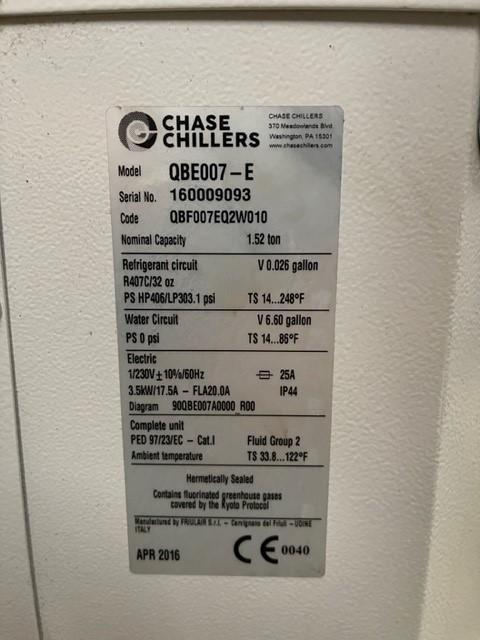 CHASE CHILLERS
CHASE CHILLERS
370 Meadowlands Blvd
Washington, PA 15301
www.chasechillers.com
Model QBE007-E
Serial No. 160009093
Code QBF007EQ2W010
Nominal Capacity 1.52 ton
Refrigerant circuit V 0.026 gallon
R407C/32 oz
PS HP406/LP303.1 psi TS 14...248°F
Water Circuit V 6.60 gallon
PS 0 psi TS 14...86°F
Electric
1/230V±10%/60Hz 25A
3.5kW/17.5A - FLA20.0A IP44
Diagram 90QBE007A0000 R00
Complete unit
PED 97/23/EC - Cat.I Fluid Group 2
Ambient temperature TS 33.8...122°F
Hermetically Sealed
Contains fluorinated greenhouse gases
covered by the Kyoto Protocol
Manufactured by FRIULAIR S.r.l. - Cervignano del Friuli - UDINE
ITALY
APR 2016 CE 0040